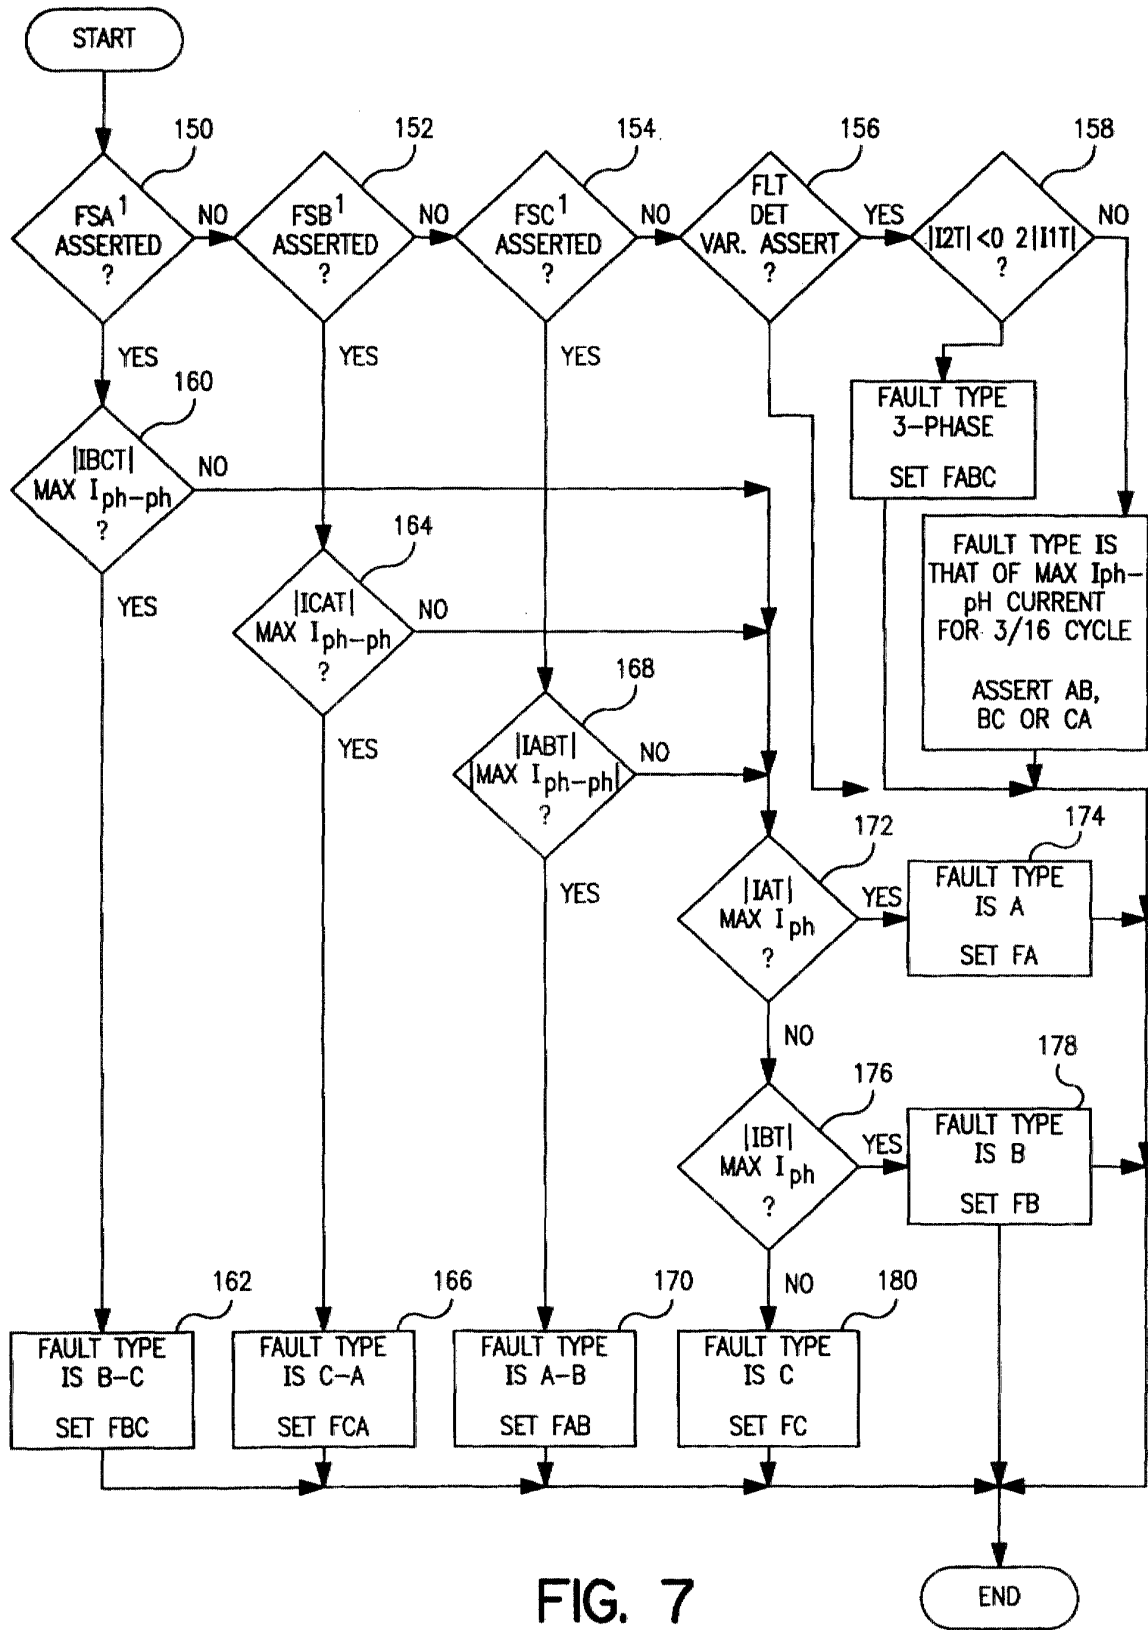 START
150
152
154
156
158
FSA¹
ASSERTED
?
NO
FSB¹
ASSERTED
?
NO
FSC¹
ASSERTED
?
NO
FLT
DET
VAR. ASSERT
?
YES
|I2T| <0 2|I1T|
?
NO
YES
YES
YES
160
|IBCT|
MAX Iph-ph
?
NO
YES
FAULT TYPE
3-PHASE
SET FABC
164
|ICAT|
MAX Iph-ph
?
NO
YES
FAULT TYPE IS
THAT OF MAX Iph-
pH CURRENT
FOR 3/16 CYCLE
ASSERT AB,
BC OR CA
168
|IABT|
|MAX Iph-ph|
?
NO
YES
172
|IAT|
MAX Iph
?
YES
174
FAULT TYPE
IS A
SET FA
NO
176
|IBT|
MAX Iph
?
YES
178
FAULT TYPE
IS B
SET FB
NO
162
FAULT TYPE
IS B-C
SET FBC
166
FAULT TYPE
IS C-A
SET FCA
170
FAULT TYPE
IS A-B
SET FAB
180
FAULT TYPE
IS C
SET FC
END
FIG. 7